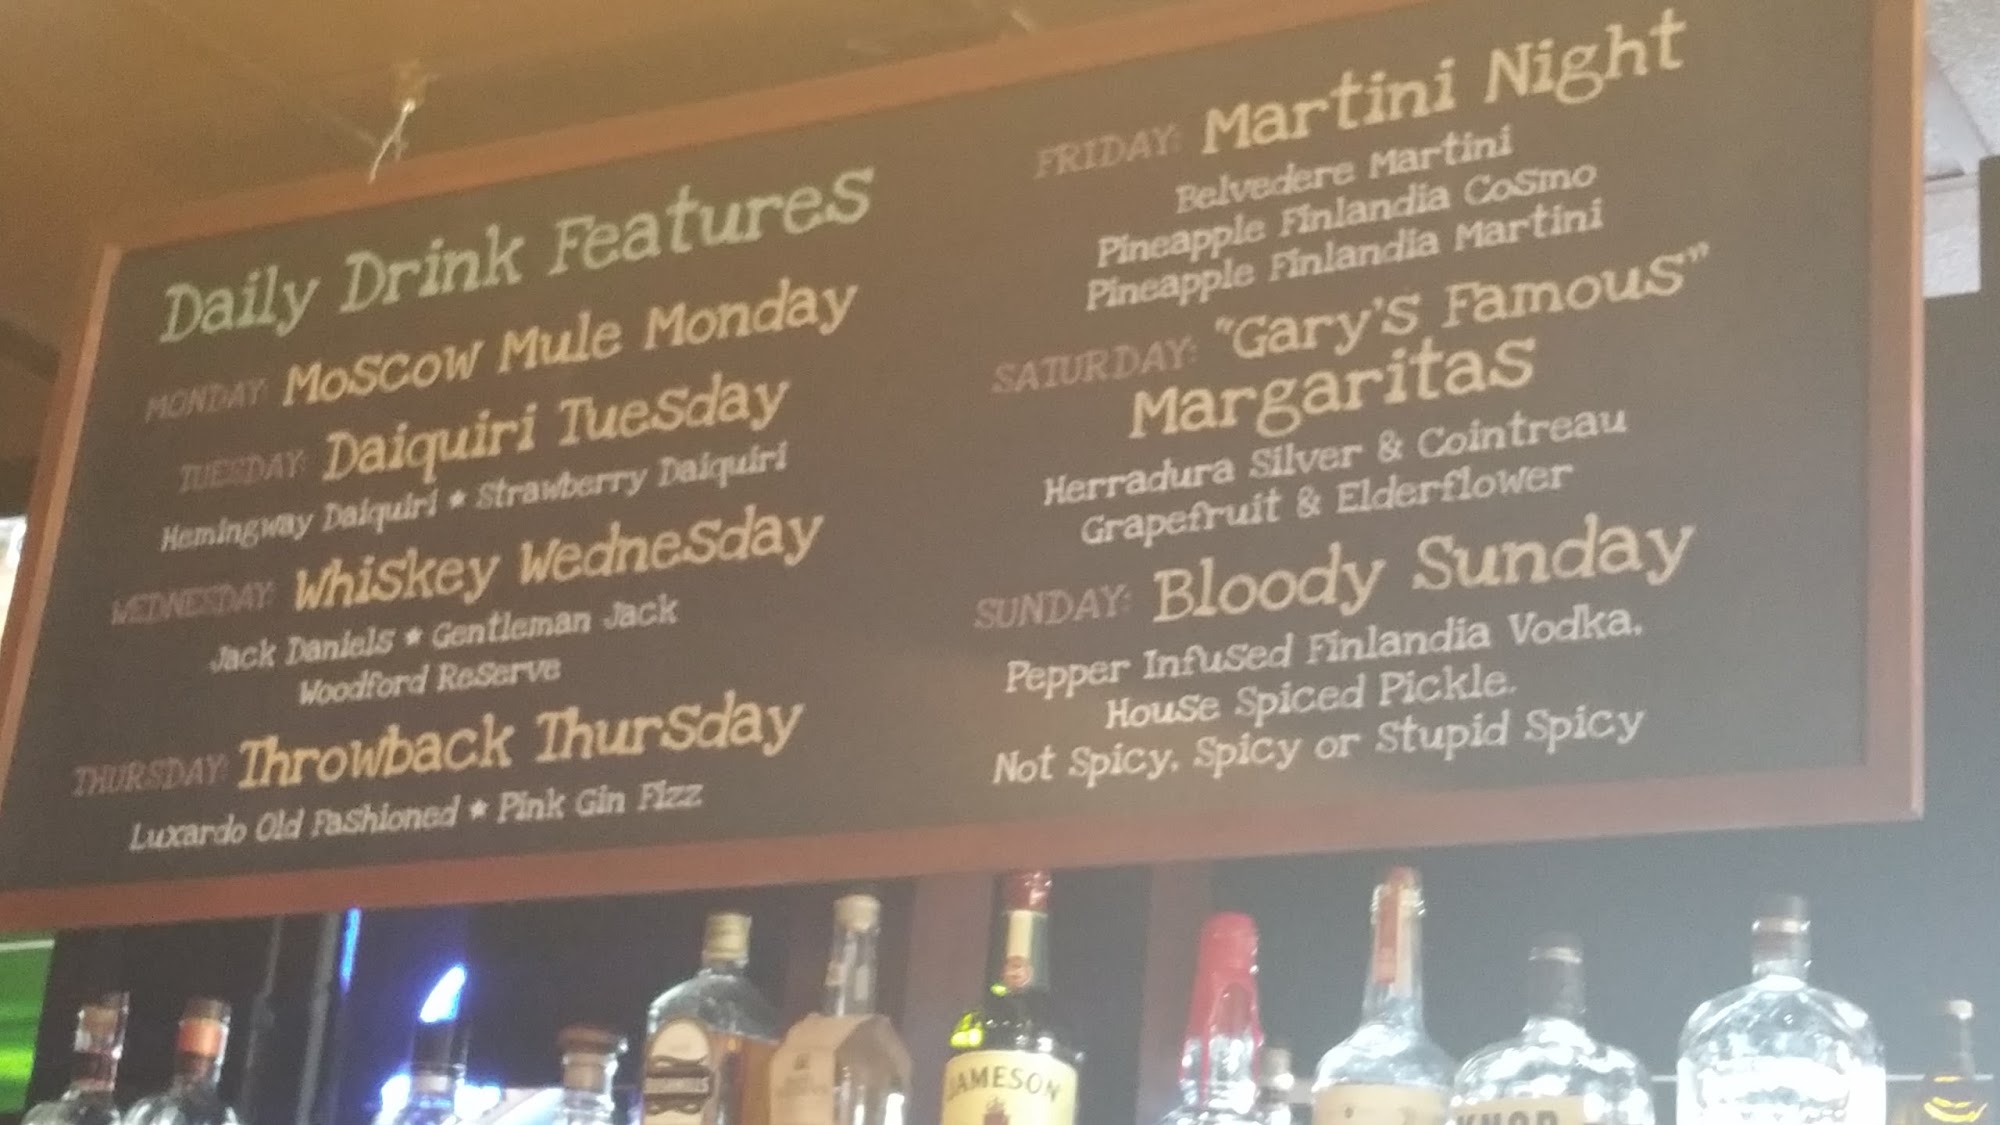 Daily Drink Features
MONDAY: Moscow Mule Monday
TUESDAY: Daiquiri Tuesday
Hemingway Daiquiri ★ Strawberry Daiquiri
WEDNESDAY: Whiskey Wednesday
Jack Daniels ★ Gentleman Jack
Woodford Reserve
THURSDAY: Throwback Thursday
Luxardo Old Fashioned ★ Pink Gin Fizz
FRIDAY: Martini Night
Belvedere Martini
Pineapple Finlandia Cosmo
Pineapple Finlandia Martini
SATURDAY: "Gary's Famous"
Margaritas
Herradura Silver & Cointreau
Grapefruit & Elderflower
SUNDAY: Bloody Sunday
Pepper Infused Finlandia Vodka.
House Spiced Pickle.
Not Spicy, Spicy or Stupid Spicy
JAMESON
KNOB